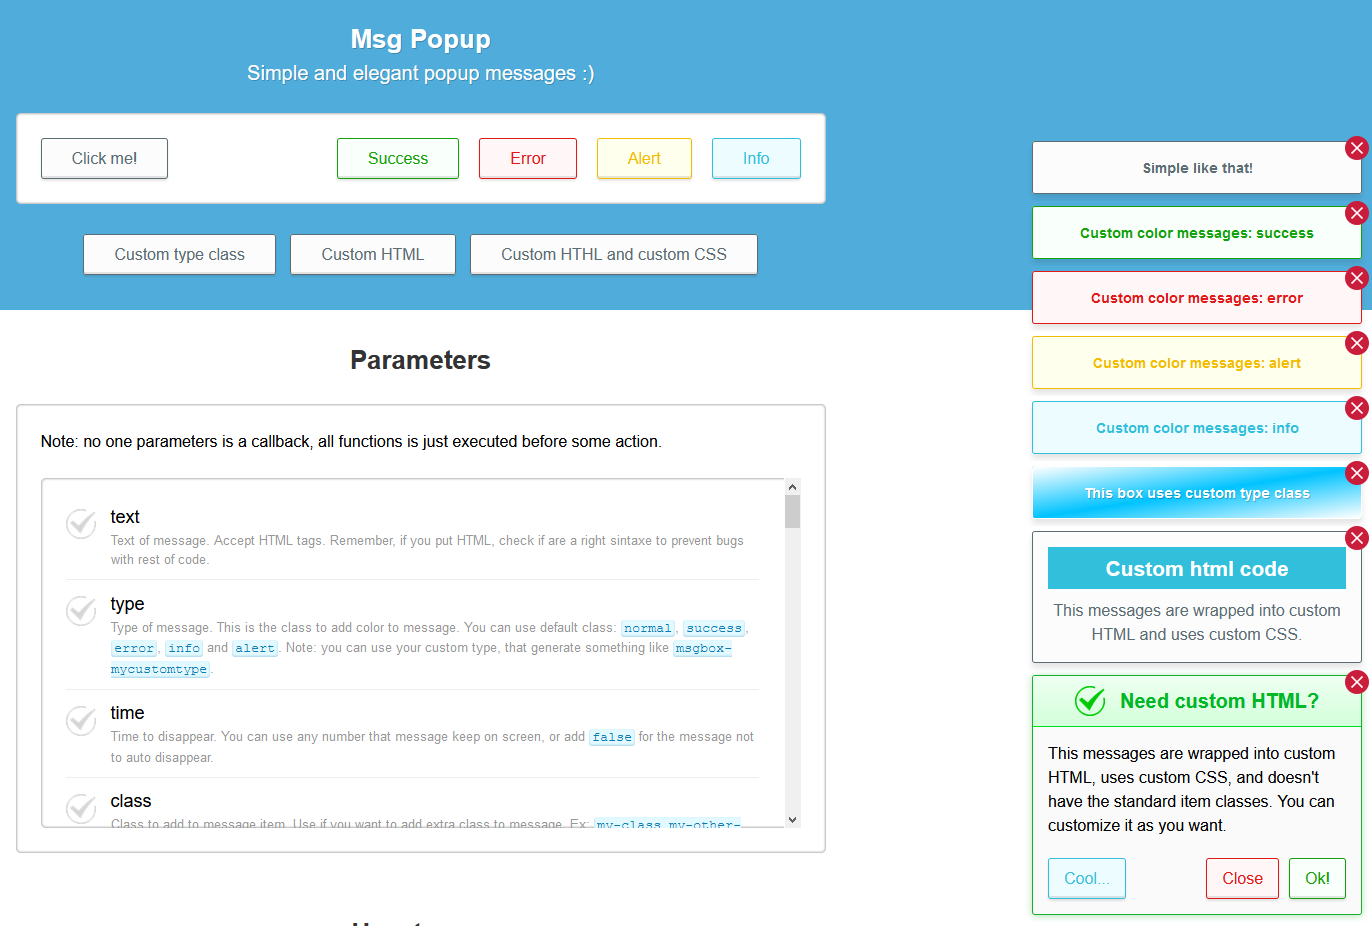 Msg Popup
Simple and elegant popup messages :)
Click me!
Success
Error
Alert
Info
Custom type class
Custom HTML
Custom HTHL and custom CSS
Parameters
Note: no one parameters is a callback, all functions is just executed before some action.
text
Text of message. Accept HTML tags. Remember, if you put HTML, check if are a right sintaxe to prevent bugs
with rest of code.
type
Type of message. This is the class to add color to message. You can use default class: normal, success,
error, info and alert. Note: you can use your custom type, that generate something like msgbox-
mycustomtype.
time
Time to disappear. You can use any number that message keep on screen, or add false for the message not
to auto disappear.
class
Class to add to message item. Use if you want to add extra class to message. Ex: my-class my-other-
Simple like that!
Custom color messages: success
Custom color messages: error
Custom color messages: alert
Custom color messages: info
This box uses custom type class
Custom html code
This messages are wrapped into custom
HTML and uses custom CSS.
Need custom HTML?
This messages are wrapped into custom
HTML, uses custom CSS, and doesn't
have the standard item classes. You can
customize it as you want.
Cool...
Close
Ok!